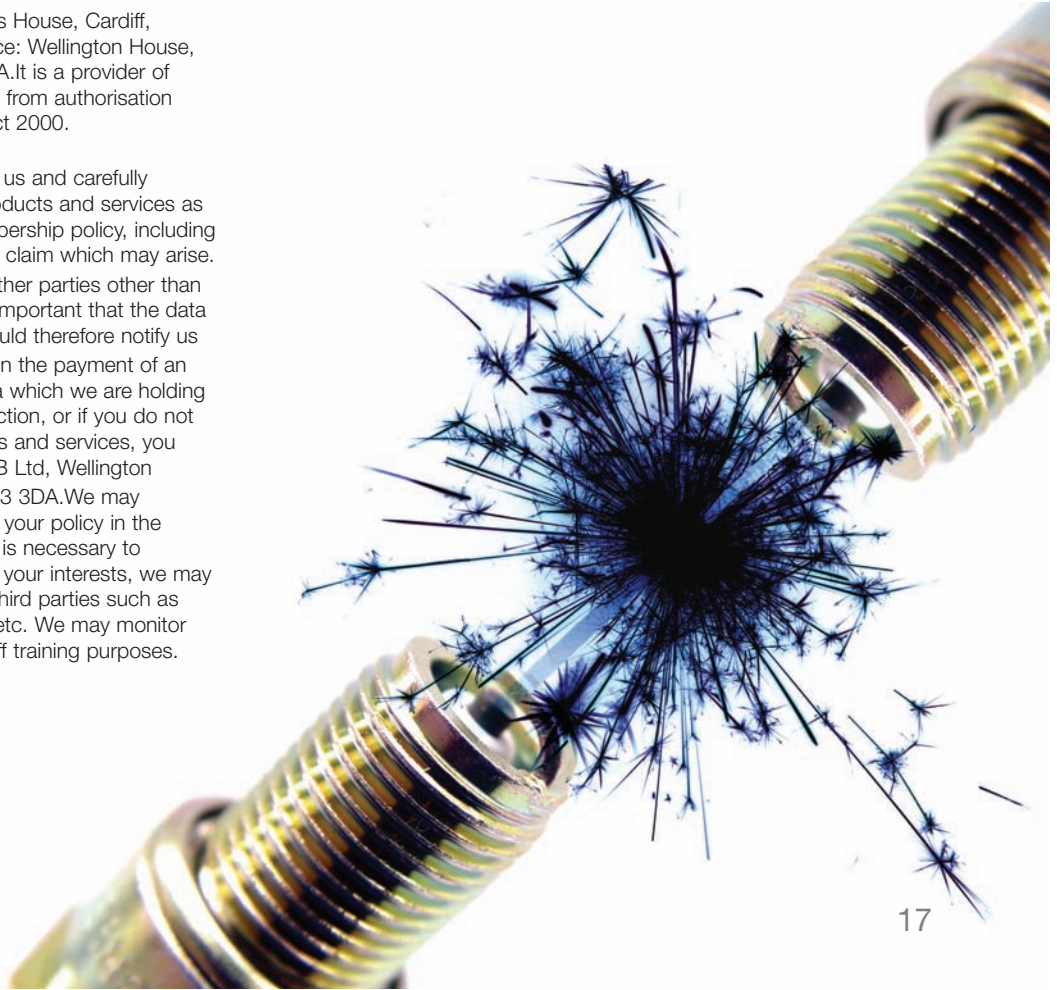 s House, Cardiff,
ce: Wellington House,
A.It is a provider of
from authorisation
ct 2000.
us and carefully
oducts and services as
bership policy, including
claim which may arise.
ther parties other than
mportant that the data
uld therefore notify us
n the payment of an
a which we are holding
ction, or if you do not
s and services, you
B Ltd, Wellington
3 3DA.We may
your policy in the
is necessary to
your interests, we may
hird parties such as
etc. We may monitor
ff training purposes.
17